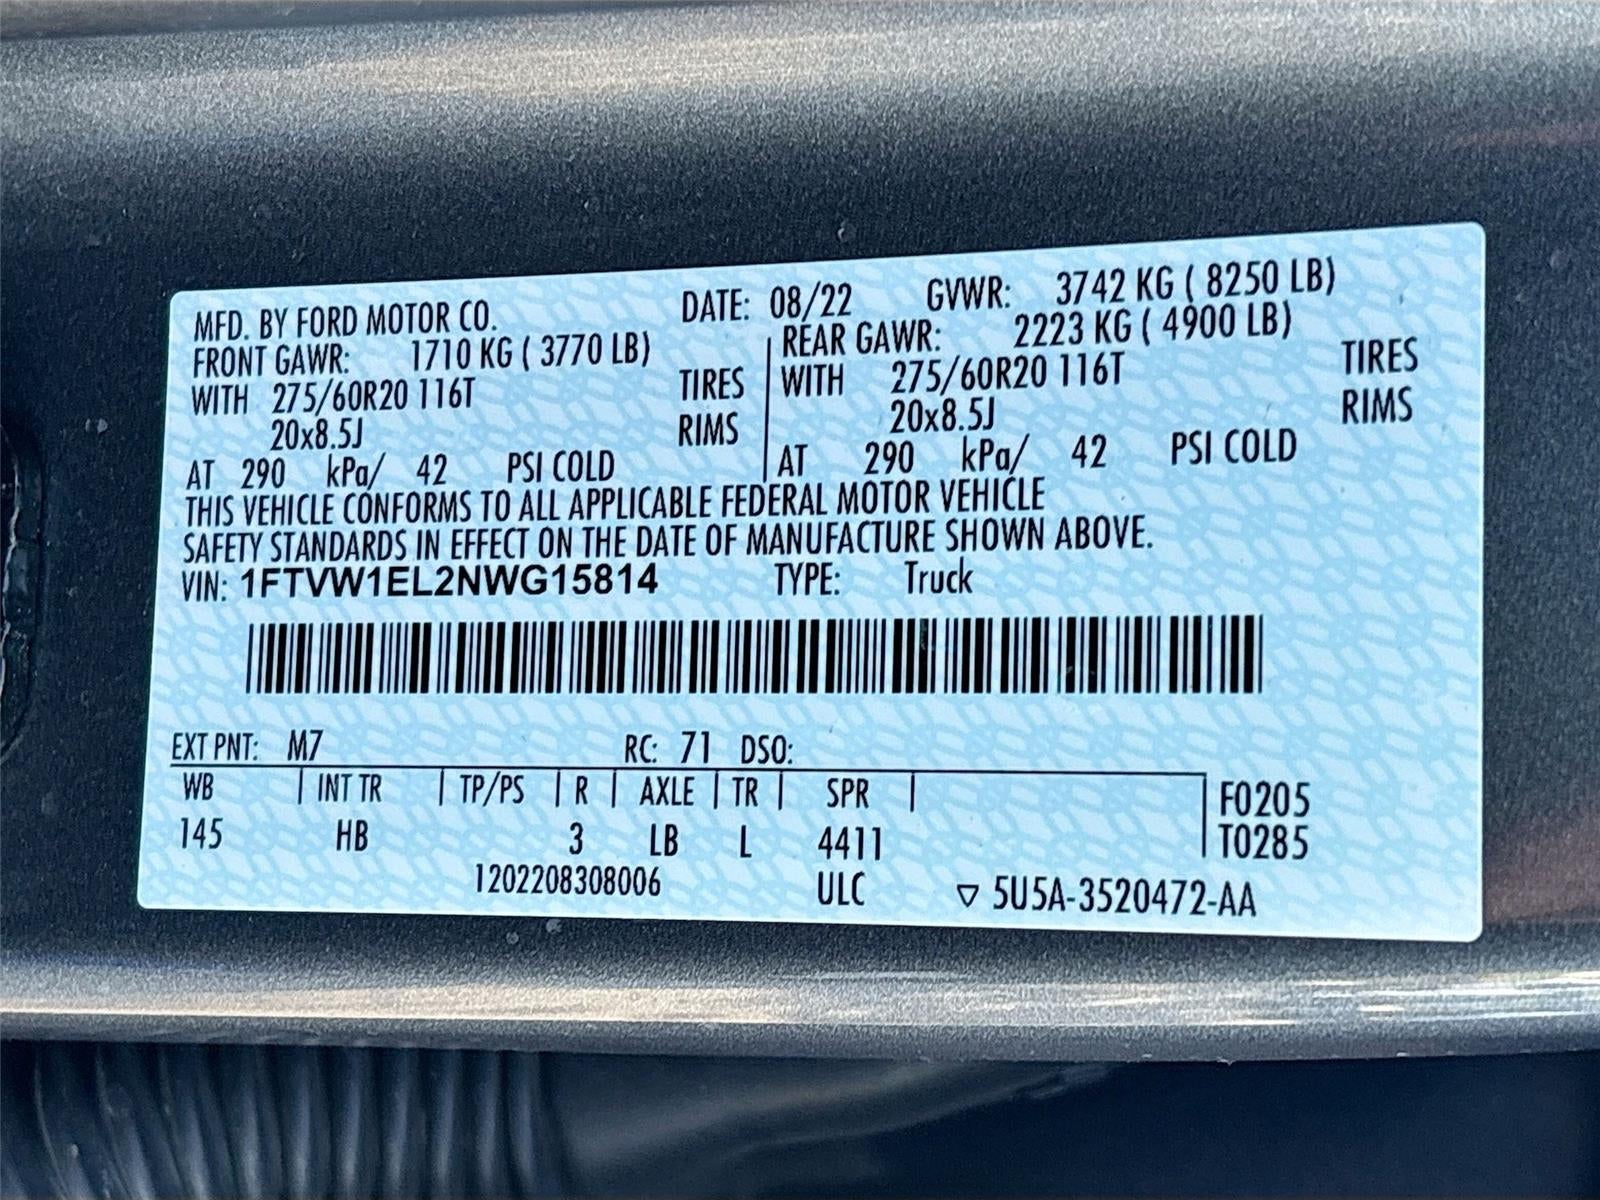 MFD. BY FORD MOTOR CO. DATE: 08/22 GVWR: 3742 KG ( 8250 LB)
FRONT GAWR: 1710 KG ( 3770 LB) REAR GAWR: 2223 KG ( 4900 LB)
WITH 275/60R20 116T TIRES WITH 275/60R20 116T TIRES
20x8.5J RIMS 20x8.5J RIMS
AT 290 kPa/ 42 PSI COLD AT 290 kPa/ 42 PSI COLD
THIS VEHICLE CONFORMS TO ALL APPLICABLE FEDERAL MOTOR VEHICLE
SAFETY STANDARDS IN EFFECT ON THE DATE OF MANUFACTURE SHOWN ABOVE.
VIN: 1FTVW1EL2NWG15814 TYPE: Truck
EXT PNT: M7 RC: 71 DSO:
WB | INT TR | TP/PS | R | AXLE | TR | SPR | F0205
145 HB 3 LB L 4411 T0285
1202208308006 ULC ▽ 5U5A-3520472-AA